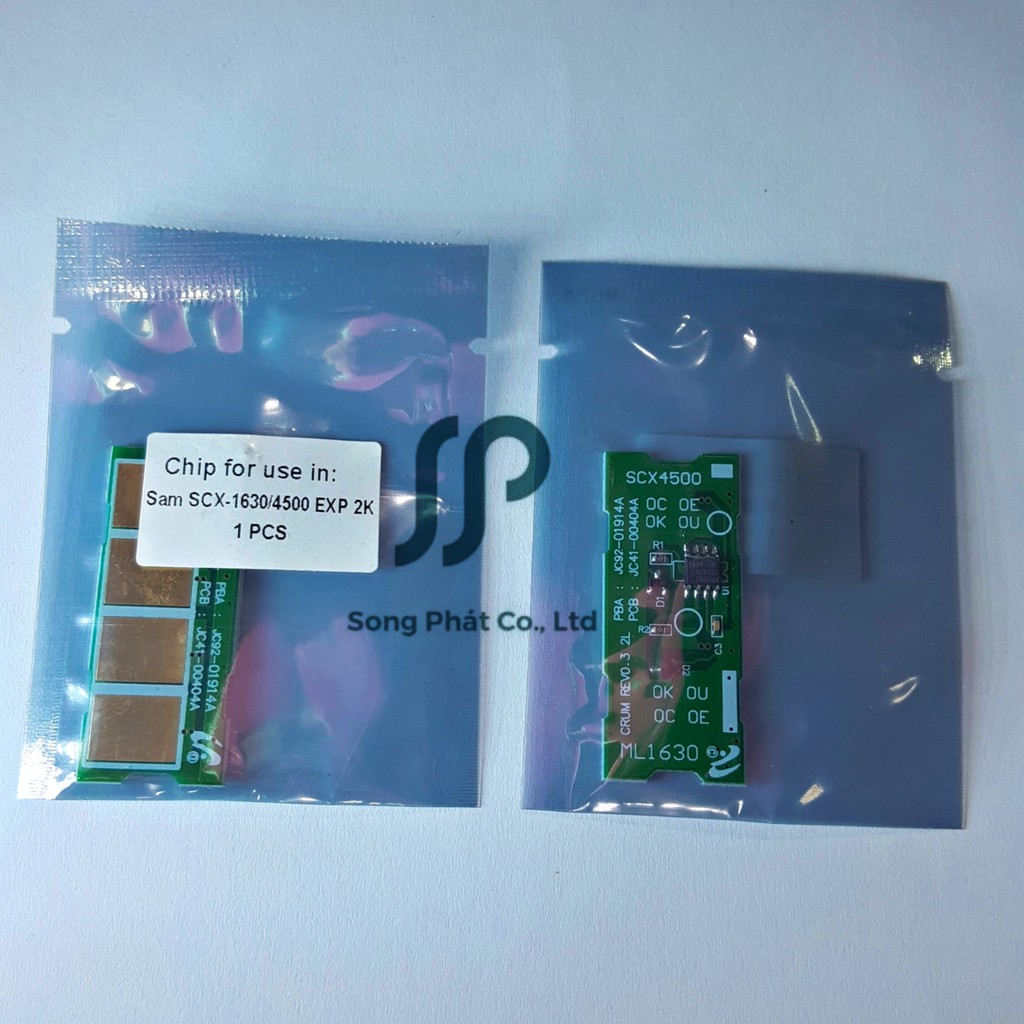 Chip for use in:
Sam SCX-1630/4500 EXP 2K
1 PCS
PBA : JC92-01914A
PCB : JC41-00404A
Song Phát Co., Ltd
SCX4500
OC OE
OK OU
PBA : JC92-01914A
PCB : JC41-00404A
R1
D1
R2
C3
CRUM REV0.3 2L
OK OU
OC OE
ML1630